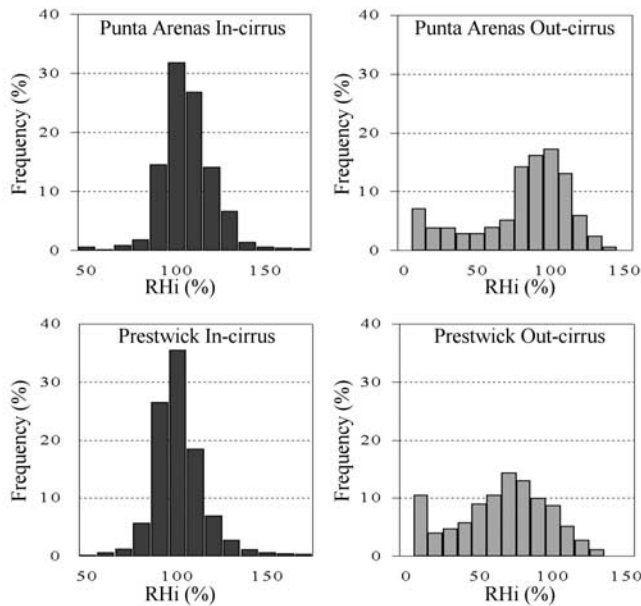 Punta Arenas In-cirrus
Frequency (%)
40
30
20
10
0
50 100 150
RHi (%)
Punta Arenas Out-cirrus
Frequency (%)
40
30
20
10
0
0 50 100 150
RHi (%)
Prestwick In-cirrus
Frequency (%)
40
30
20
10
0
50 100 150
RHi (%)
Prestwick Out-cirrus
Frequency (%)
40
30
20
10
0
0 50 100 150
RHi (%)